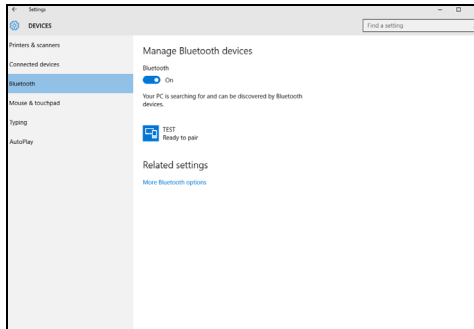 Settings
DEVICES
Find a setting
Printers & scanners
Connected devices
Bluetooth
Mouse & touchpad
Typing
AutoPlay
Manage Bluetooth devices
Bluetooth
On
Your PC is searching for and can be discovered by Bluetooth
devices.
TEST
Ready to pair
Related settings
More Bluetooth options